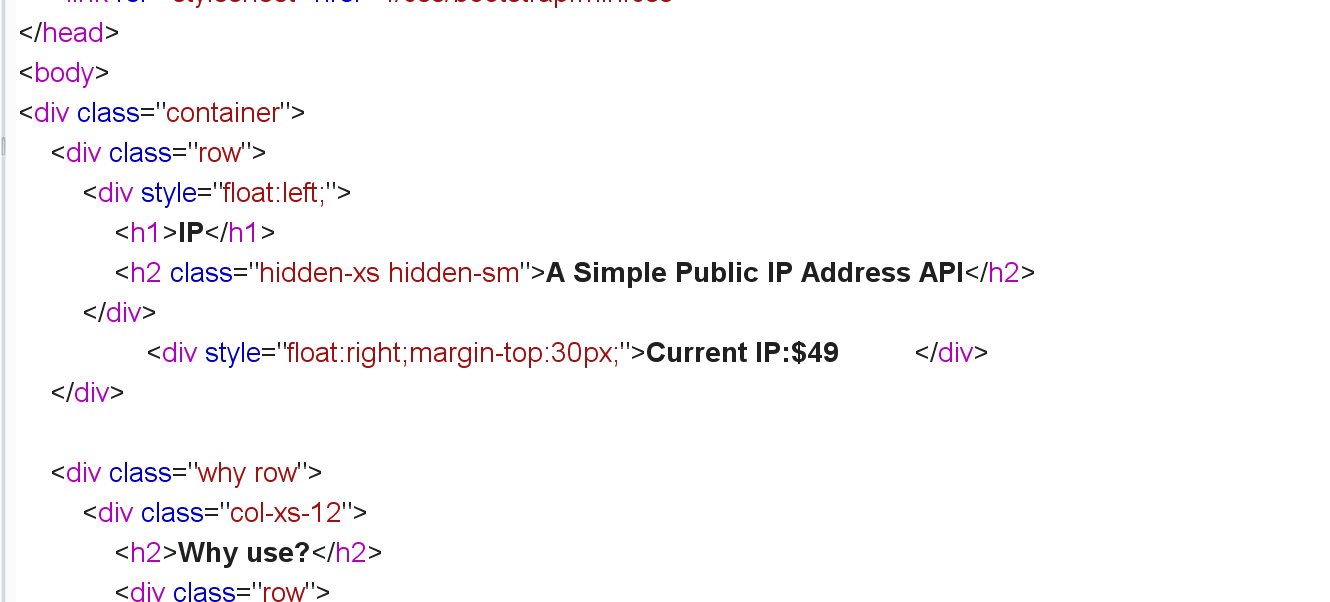 </head>
<body>
<div class="container">
<div class="row">
<div style="float:left;">
<h1>IP</h1>
<h2 class="hidden-xs hidden-sm">A Simple Public IP Address API</h2>
</div>
<div style="float:right;margin-top:30px;">Current IP:$49 </div>
</div>
<div class="why row">
<div class="col-xs-12">
<h2>Why use?</h2>
<div class="row">